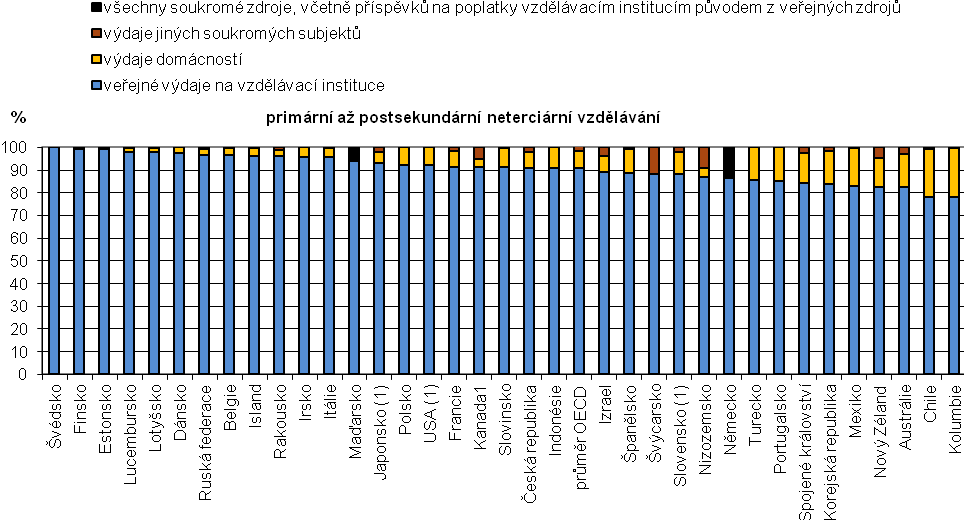 všechny soukromé zdroje, včetně příspěvků na poplatky vzdělávacím institucím původem z veřejných zdrojů
výdaje jiných soukromých subjektů
výdaje domácností
veřejné výdaje na vzdělávací instituce
%
primární až postsekundární neterciární vzdělávání
100
90
80
70
60
50
40
30
20
10
0
Švédsko
Finsko
Estonsko
Lucembursko
Lotyšsko
Dánsko
Ruská federace
Belgie
Island
Rakousko
Irsko
Itálie
Maďarsko
Japonsko (1)
Polsko
USA (1)
Francie
Kanada1
Slovinsko
Česká republika
Indonésie
průměr OECD
Izrael
Španělsko
Švýcarsko
Slovensko (1)
Nizozemsko
Německo
Turecko
Portugalsko
Spojené království
Korejská republika
Mexiko
Nový Zéland
Austrálie
Chile
Kolumbie